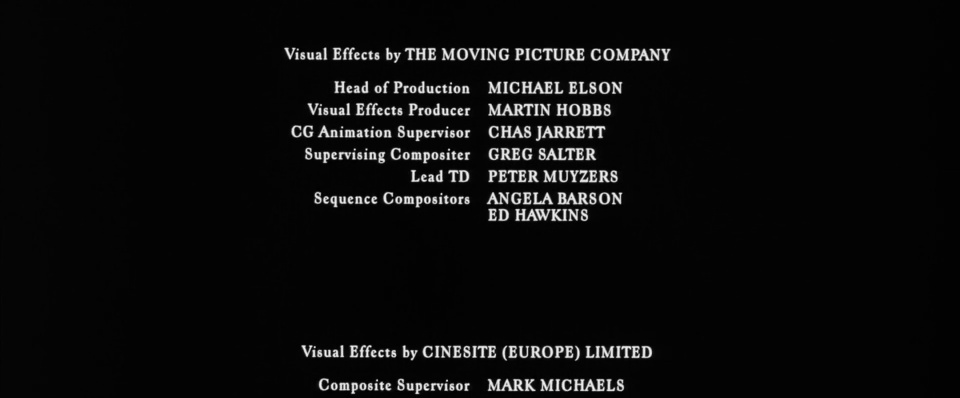 Visual Effects by THE MOVING PICTURE COMPANY
Head of Production MICHAEL ELSON
Visual Effects Producer MARTIN HOBBS
CG Animation Supervisor CHAS JARRETT
Supervising Compositer GREG SALTER
Lead TD PETER MUYZERS
Sequence Compositors ANGELA BARSON
ED HAWKINS
Visual Effects by CINESITE (EUROPE) LIMITED
Composite Supervisor MARK MICHAELS